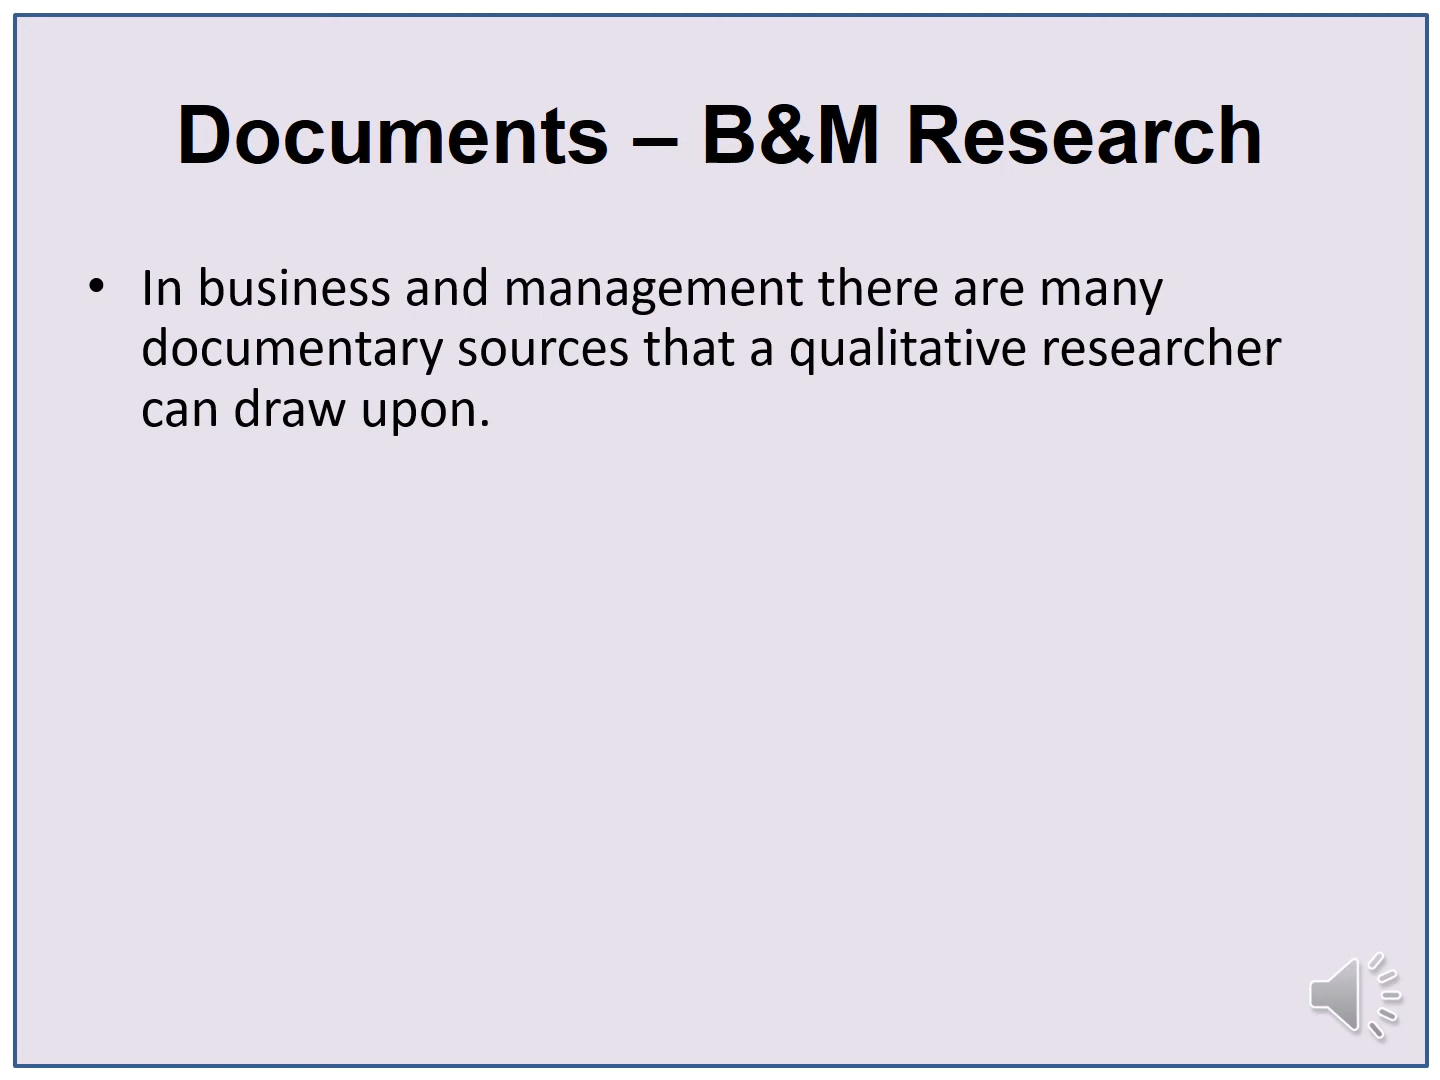 Documents – B&M Research
• In business and management there are many
documentary sources that a qualitative researcher
can draw upon.